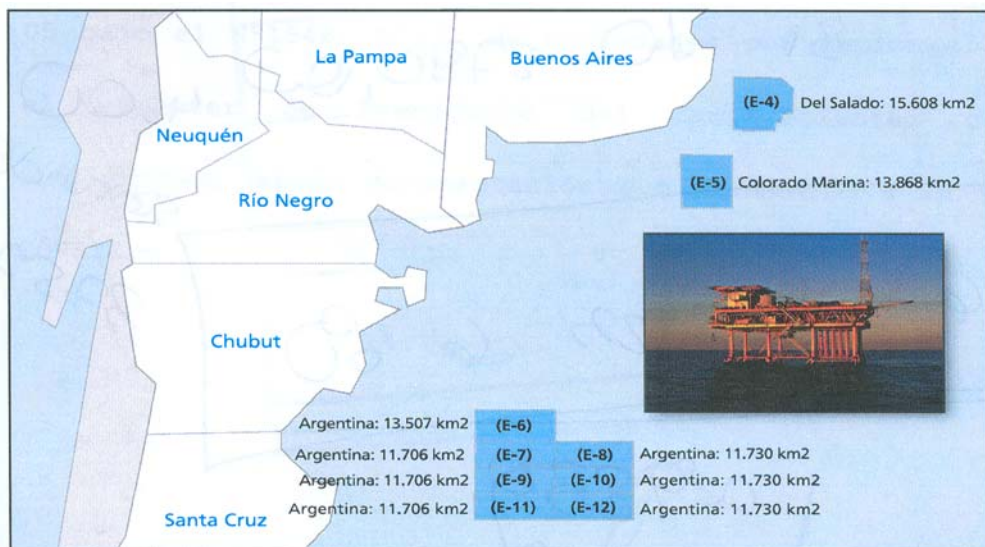 La Pampa
Buenos Aires
(E-4) Del Salado: 15.608 km2
Neuquén
(E-5) Colorado Marina: 13.868 km2
Río Negro
Chubut
Argentina: 13.507 km2 (E-6)
Argentina: 11.706 km2 (E-7) (E-8) Argentina: 11.730 km2
Argentina: 11.706 km2 (E-9) (E-10) Argentina: 11.730 km2
Argentina: 11.706 km2 (E-11) (E-12) Argentina: 11.730 km2
Santa Cruz